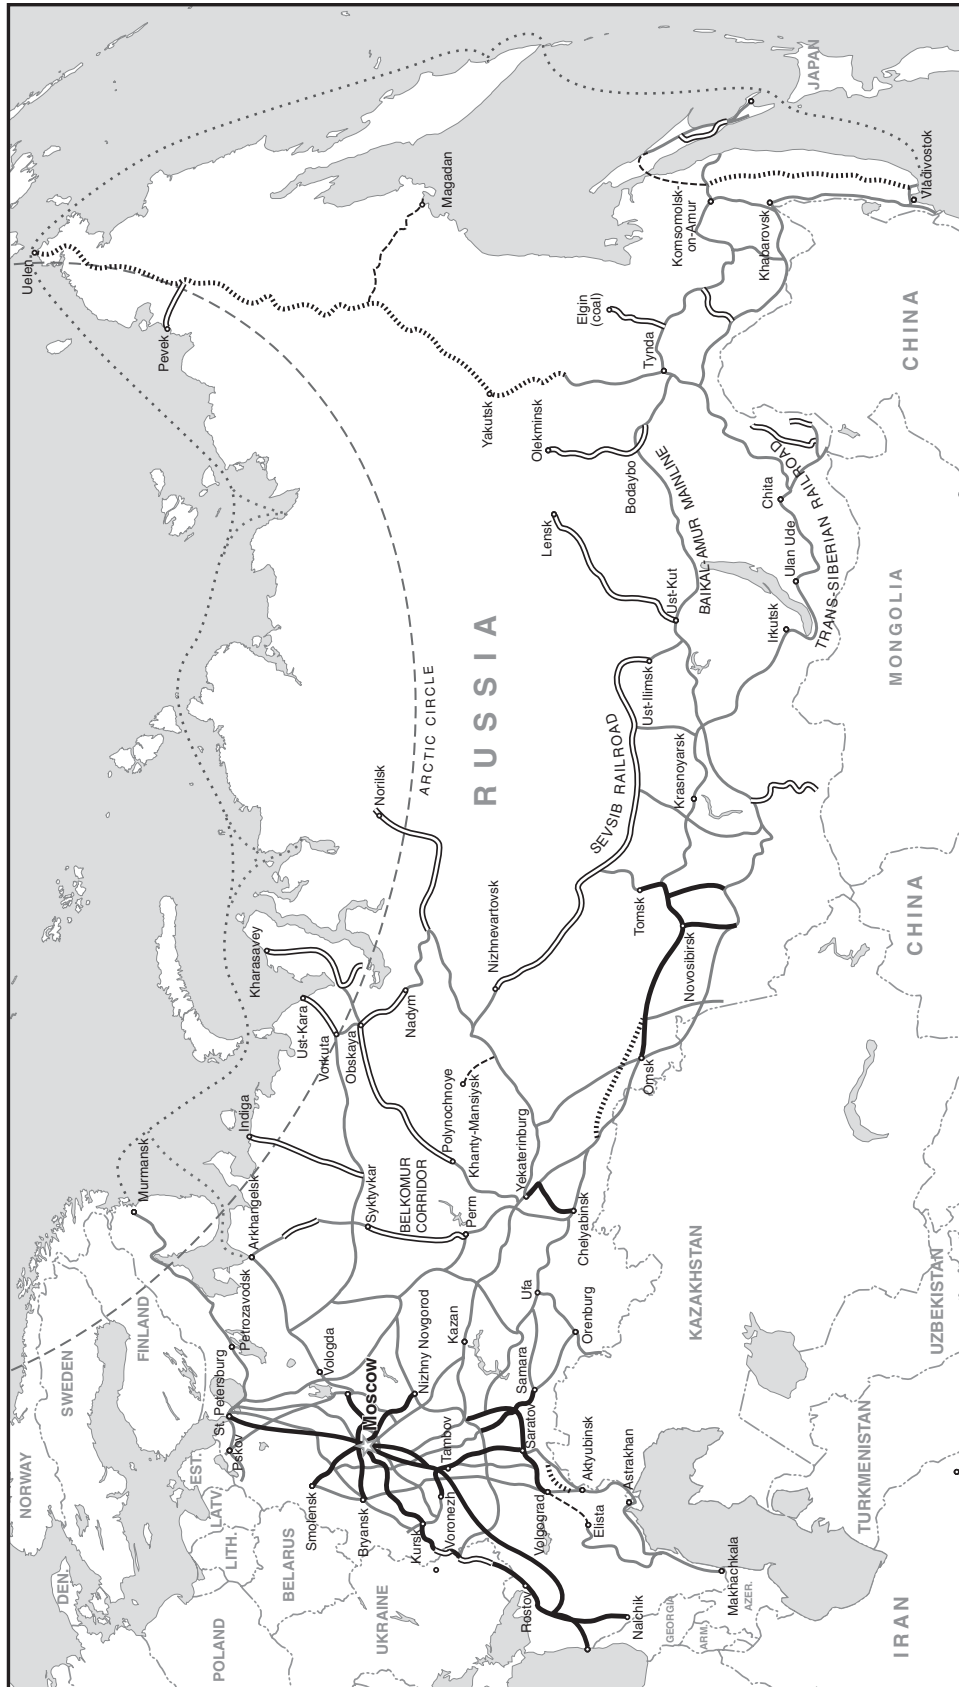 NORWAY
SWEDEN
FINLAND
DEN.
EST.
LATV.
LITH.
BELARUS
POLAND
UKRAINE
Murmansk
Petrozavodsk
St. Petersburg
Pskov
Arkhangelsk
Vologda
Moscow
Smolensk
Bryansk
Kursk
Voronezh
Tambov
Nizhny Novgorod
Kazan
Samara
Saratov
Volgograd
Elista
Aktyubinsk
Astrakhan
Rostov
Nalchik
Makhachkala
GEORGIA
ARM.
AZER.
IRAN
TURKMENISTAN
UZBEKISTAN
KAZAKHSTAN
Ufa
Orenburg
Chelyabinsk
Yekaterinburg
Perm
BELKOMUR
CORRIDOR
Syktyvkar
Indiga
Polynochnoye
Khanty-Mansiysk
Ust-Kara
Vorkuta
Obskaya
Kharasavey
Nadym
Norilsk
Nizhnevartovsk
Omsk
Novosibirsk
Tomsk
SEVSIB RAILROAD
Krasnoyarsk
Ust-Ilimsk
ARCTIC CIRCLE
RUSSIA
Irkutsk
Ust-Kut
Lensk
BAIKAL-AMUR MAINLINE
TRANS-SIBERIAN RAILROAD
Ulan Ude
Chita
Bodaybo
Olekminsk
Yakutsk
Tynda
Elgin
(coal)
Pevek
Uelen
Magadan
Komsomolsk-
on-Amur
Khabarovsk
Vladivostok
JAPAN
CHINA
MONGOLIA
CHINA